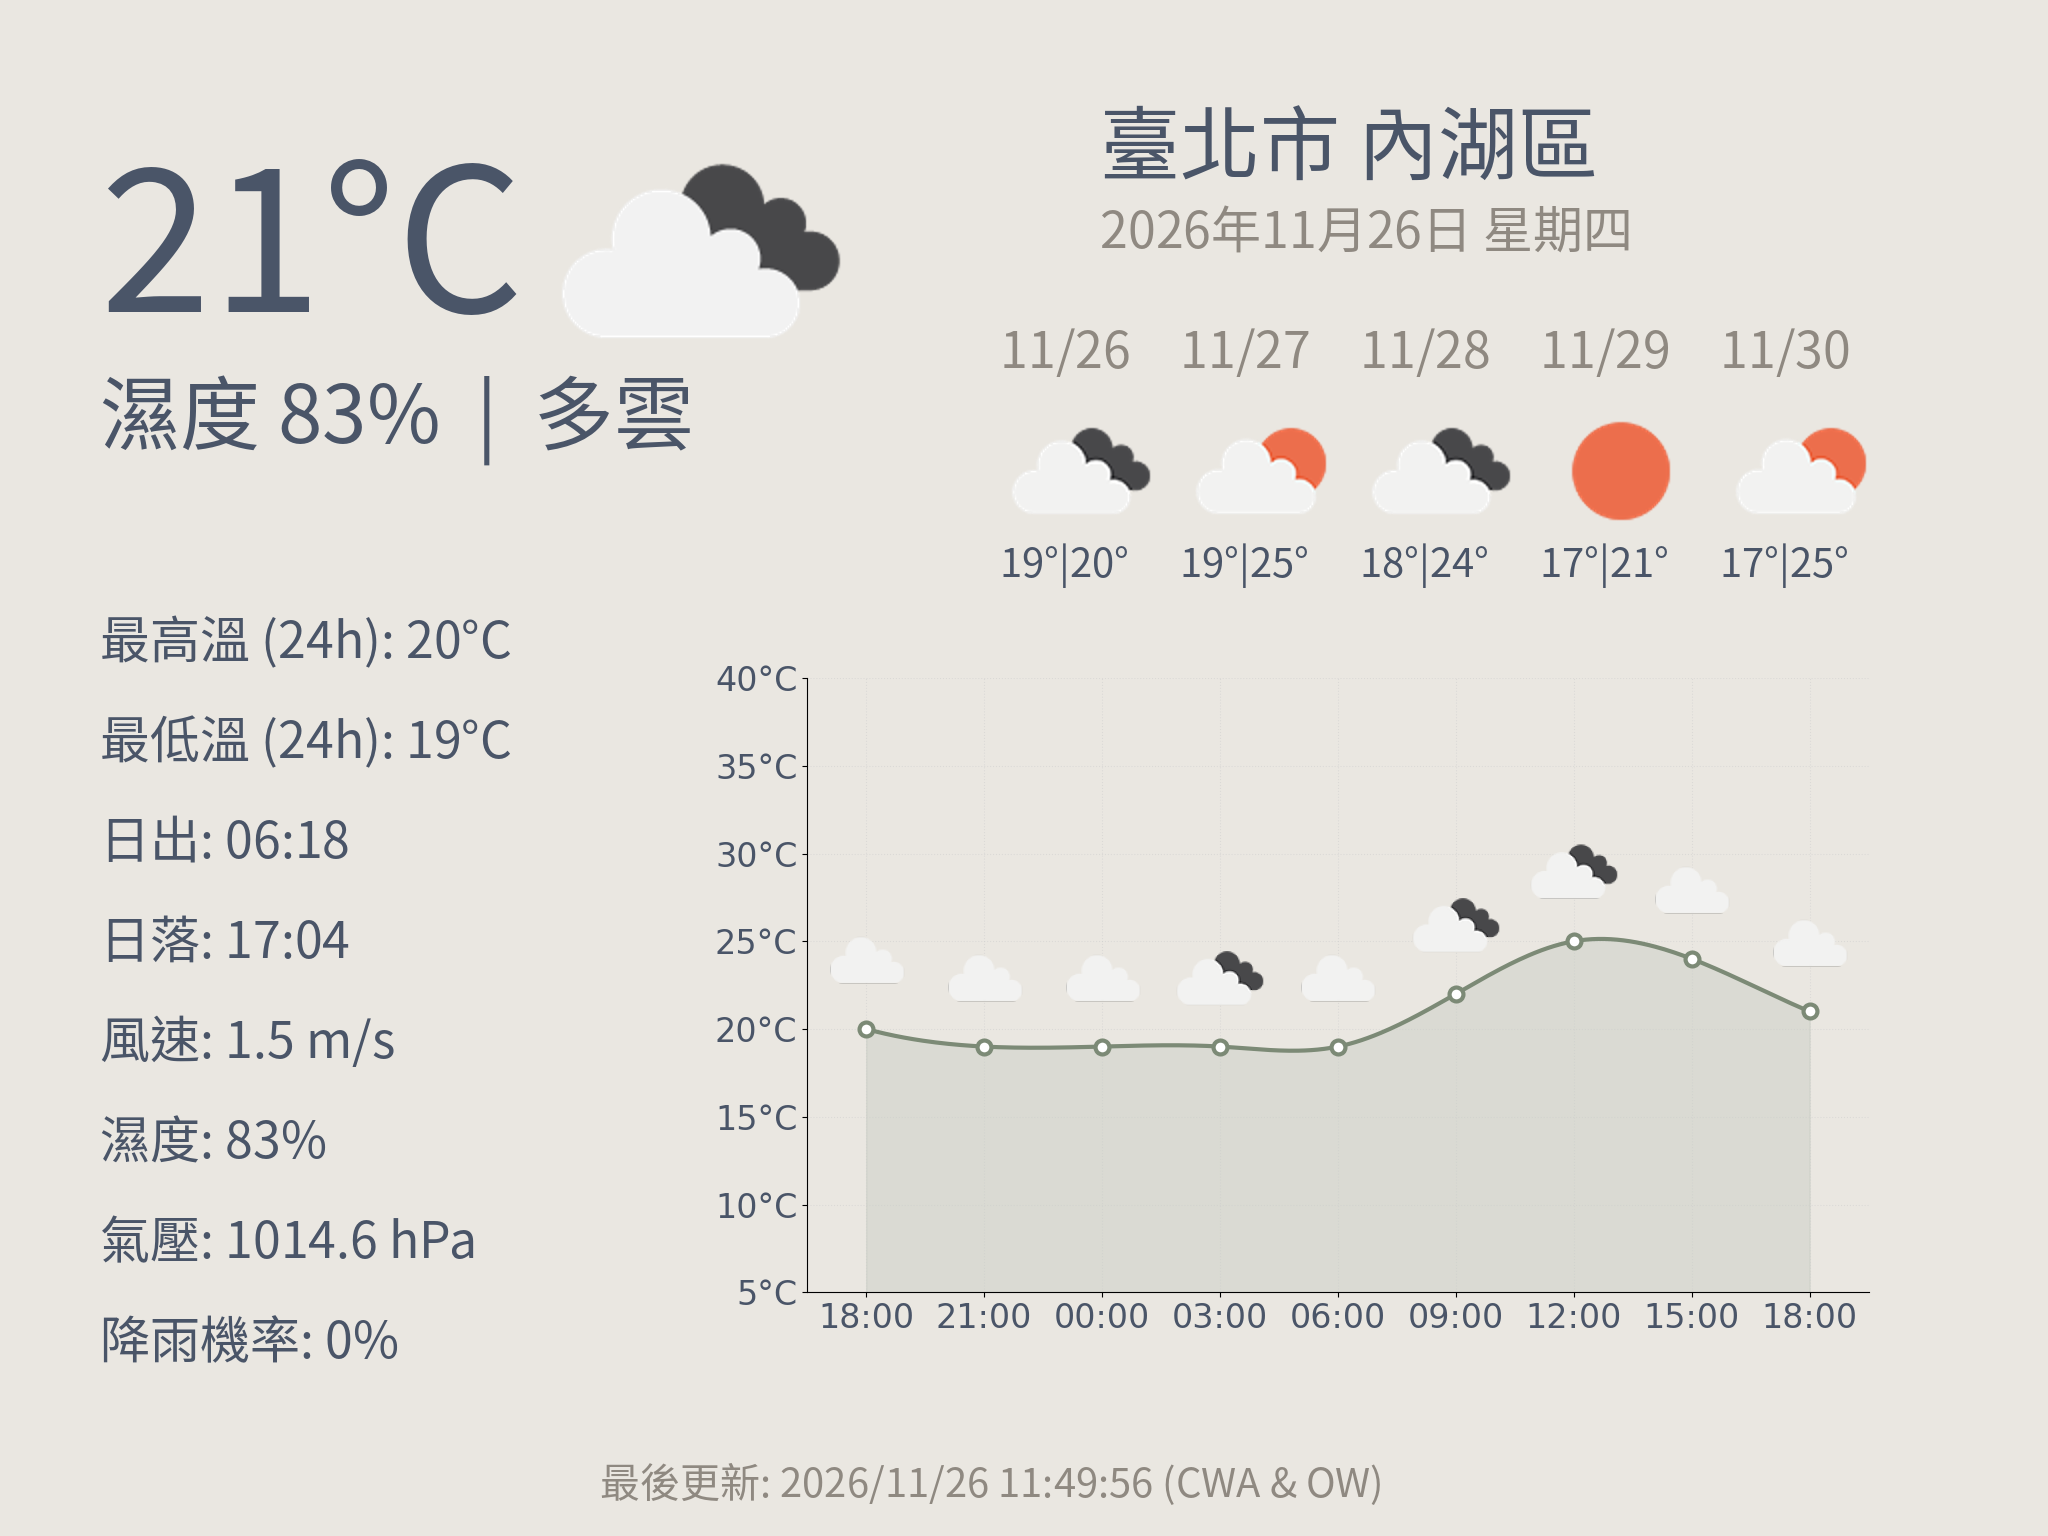 21°C
濕度 83% | 多雲
臺北市 內湖區
2026年11月26日 星期四
11/26 11/27 11/28 11/29 11/30
19°|20° 19°|25° 18°|24° 17°|21° 17°|25°
最高溫 (24h): 20°C
最低溫 (24h): 19°C
日出: 06:18
日落: 17:04
風速: 1.5 m/s
濕度: 83%
氣壓: 1014.6 hPa
降雨機率: 0%
40°C
35°C
30°C
25°C
20°C
15°C
10°C
5°C
18:00 21:00 00:00 03:00 06:00 09:00 12:00 15:00 18:00
最後更新: 2026/11/26 11:49:56 (CWA & OW)